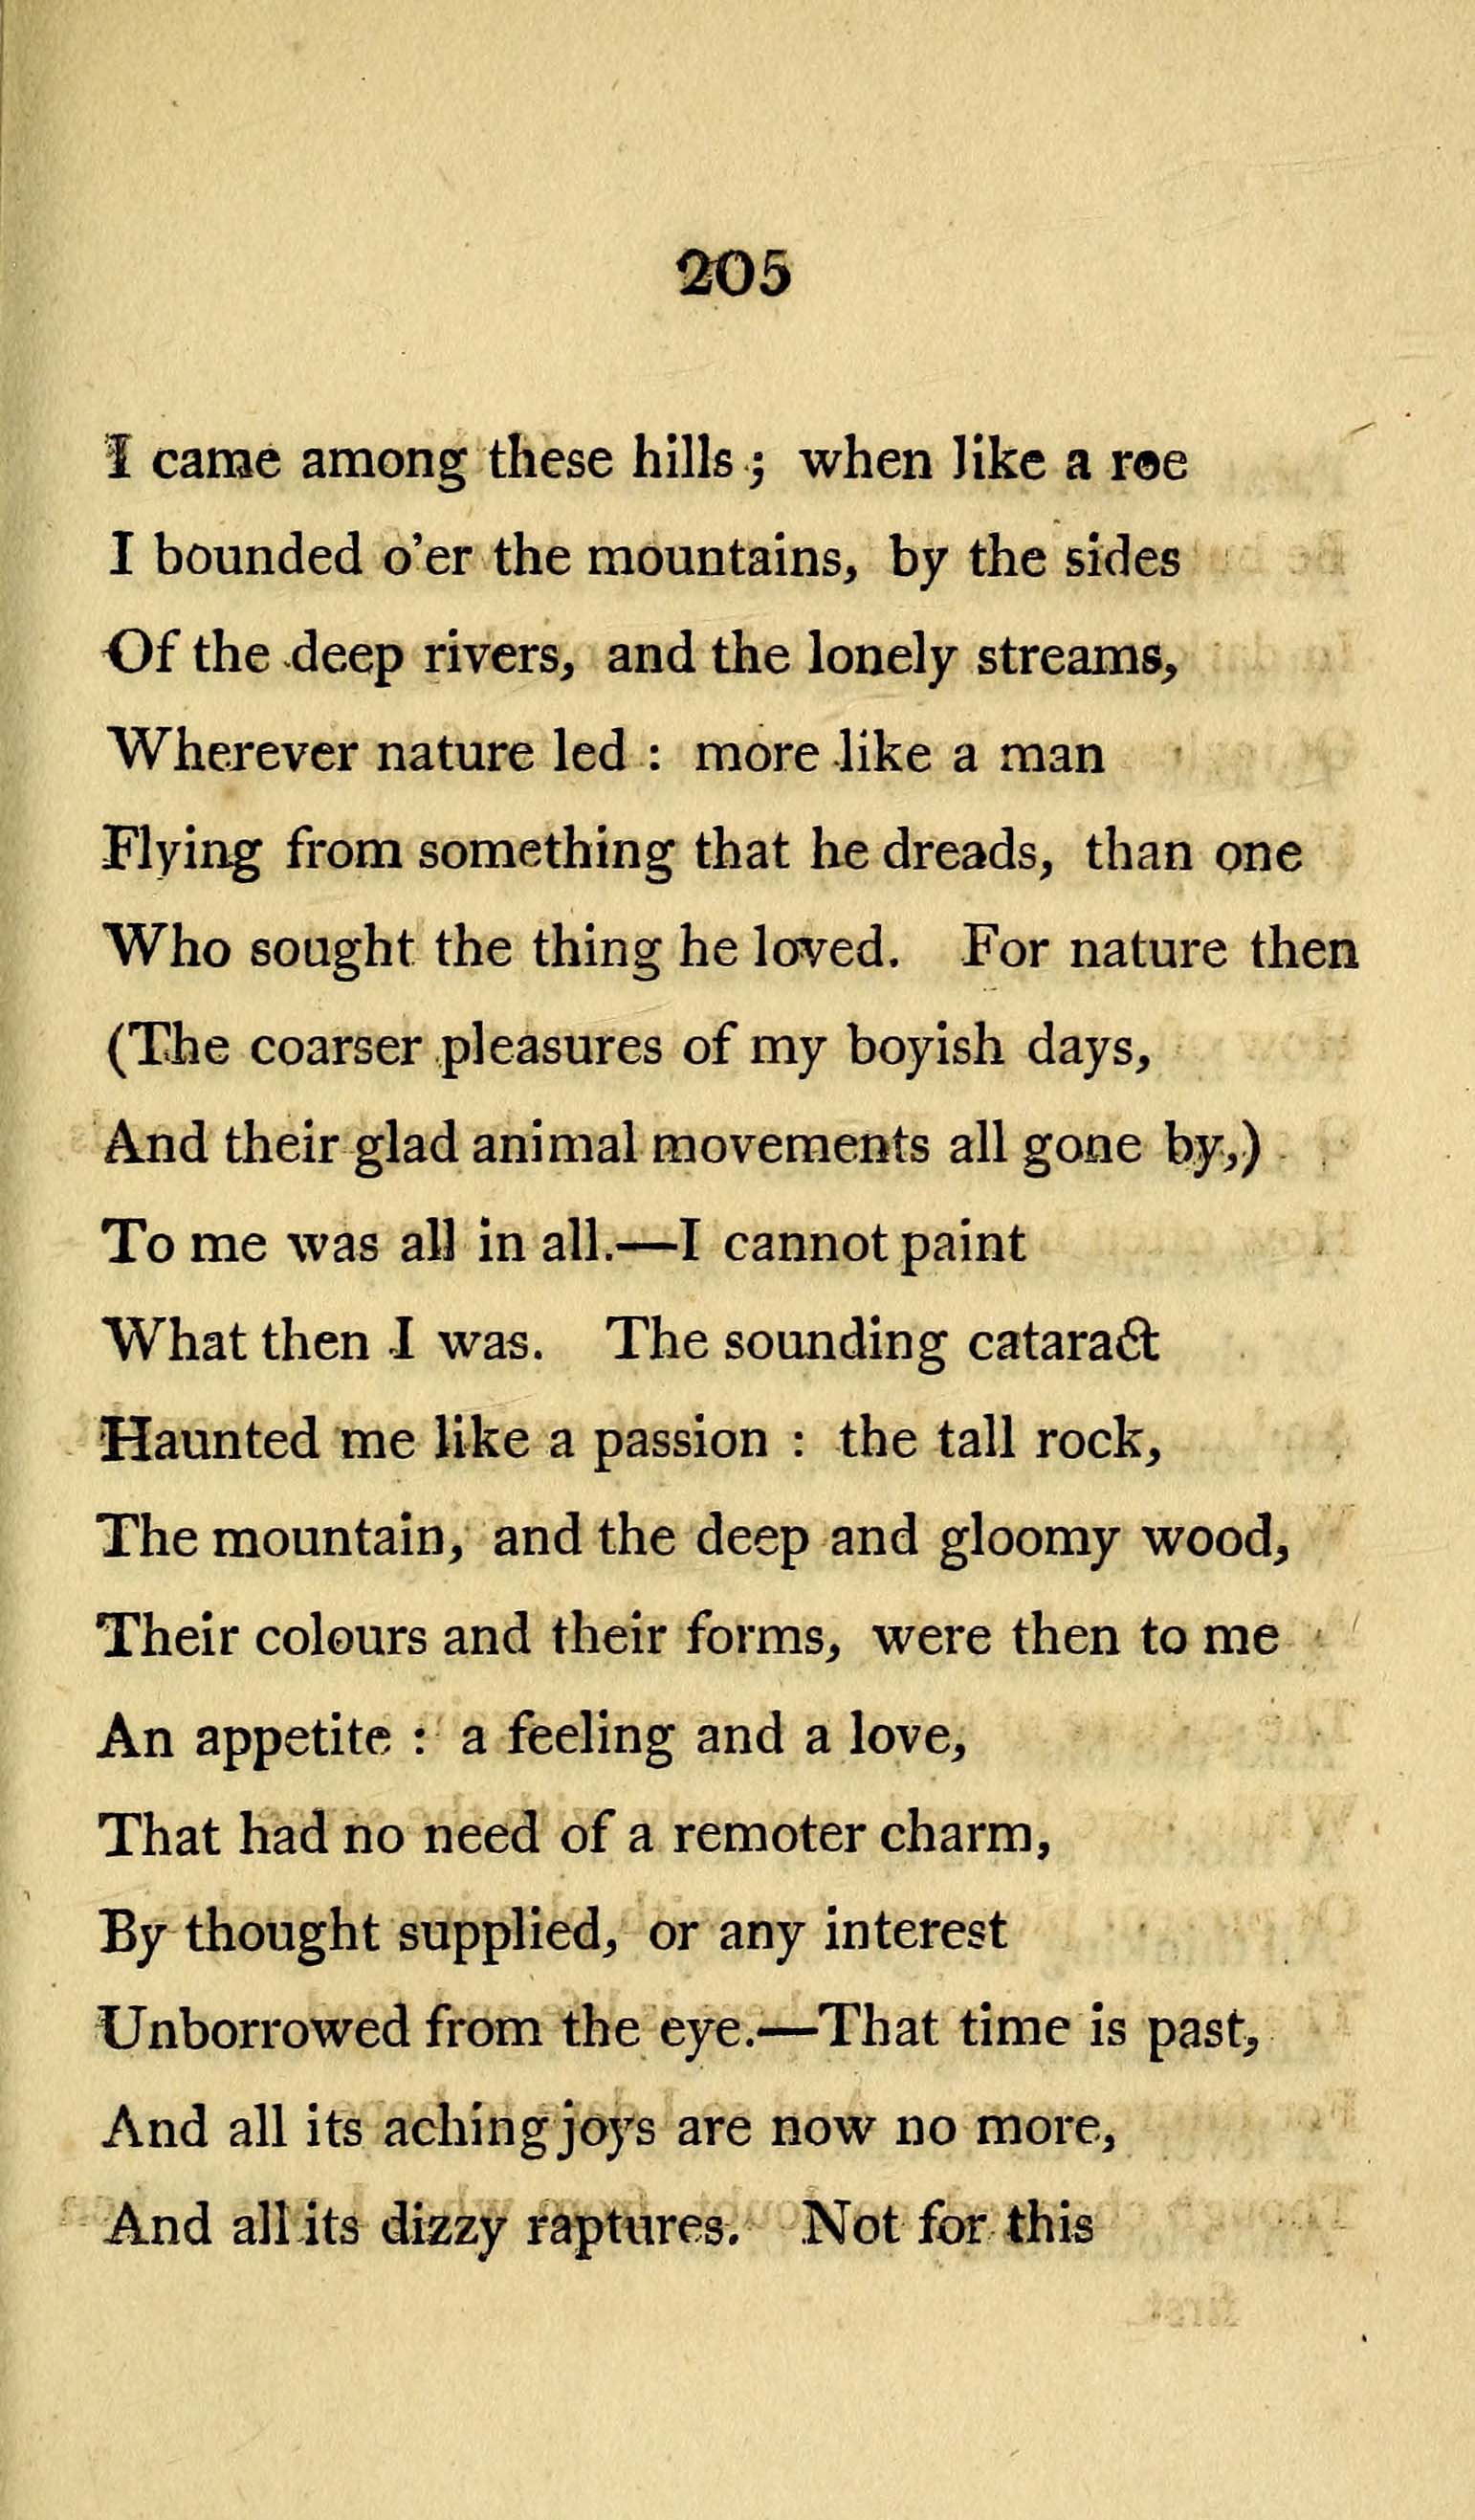 205
I came among these hills; when like a roe
I bounded o'er the mountains, by the sides
Of the deep rivers, and the lonely streams,
Wherever nature led: more like a man
Flying from something that he dreads, than one
Who sought the thing he loved. For nature then
(The coarser pleasures of my boyish days,
And their glad animal movements all gone by,)
To me was all in all.—I cannot paint
What then I was. The sounding cataract
Haunted me like a passion: the tall rock,
The mountain, and the deep and gloomy wood,
Their colours and their forms, were then to me
An appetite: a feeling and a love,
That had no need of a remoter charm,
By thought supplied, or any interest
Unborrowed from the eye.—That time is past,
And all its aching joys are now no more,
And all its dizzy raptures. Not for this